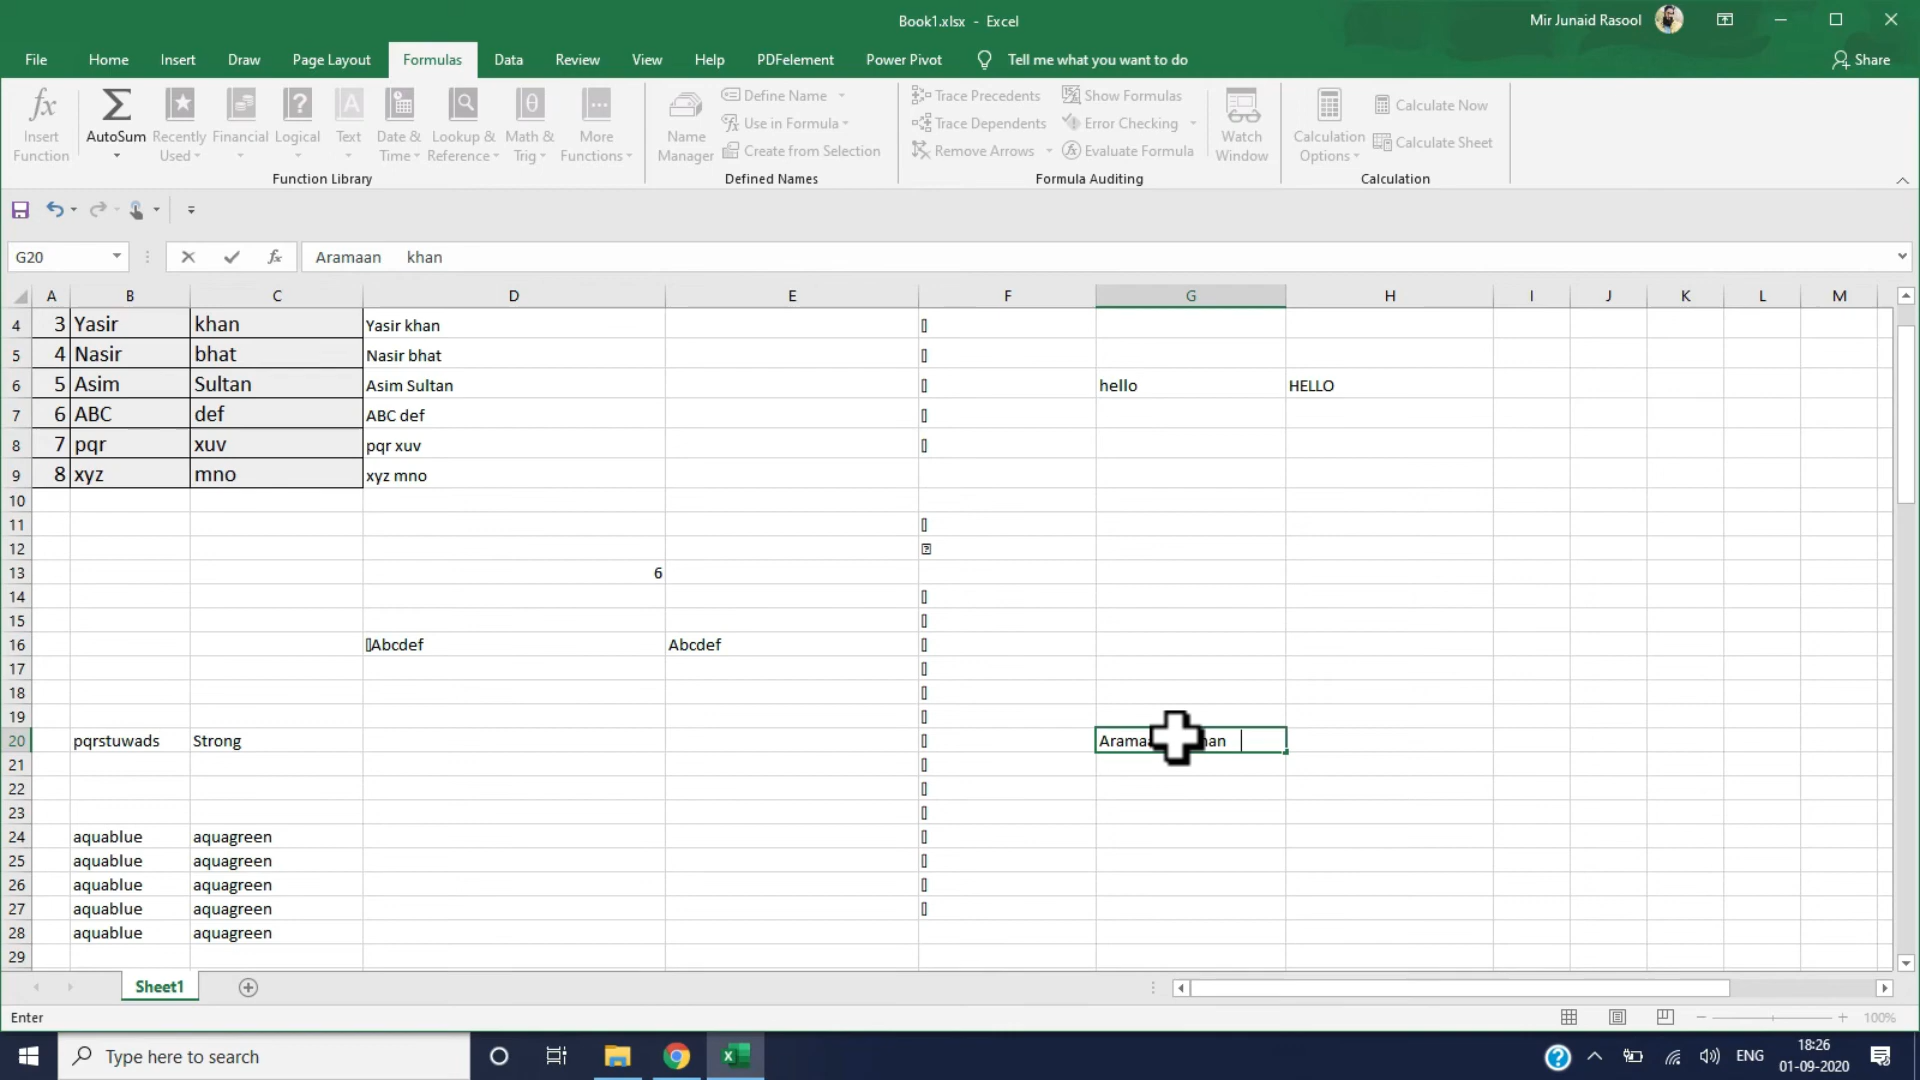 Book1.xlsx - Excel
Mir Junaid Rasool
File Home Insert Draw Page Layout Formulas Data Review View Help PDFelement Power Pivot Tell me what you want to do Share
Insert Function
AutoSum
Recently Used
Financial
Logical
Text
Date & Time
Lookup & Reference
Math & Trig
More Functions
Function Library
Name Manager
Define Name
Use in Formula
Create from Selection
Defined Names
Trace Precedents
Trace Dependents
Remove Arrows
Show Formulas
Error Checking
Evaluate Formula
Formula Auditing
Watch Window
Calculation Options
Calculate Now
Calculate Sheet
Calculation
G20 fx Aramaan khan
A B C D E F G H I J K L M
4 3 Yasir khan Yasir khan
5 4 Nasir bhat Nasir bhat
6 5 Asim Sultan Asim Sultan hello HELLO
7 6 ABC def ABC def
8 7 pqr xuv pqr xuv
9 8 xyz mno xyz mno
10
11
12
13 6
14
15
16 Abcdef Abcdef
17
18
19
20 pqrstuwads Strong
21
22
23
24 aquablue aquagreen
25 aquablue aquagreen
26 aquablue aquagreen
27 aquablue aquagreen
28 aquablue aquagreen
29
Sheet1
Enter 100%
Type here to search
ENG
18:26
01-09-2020